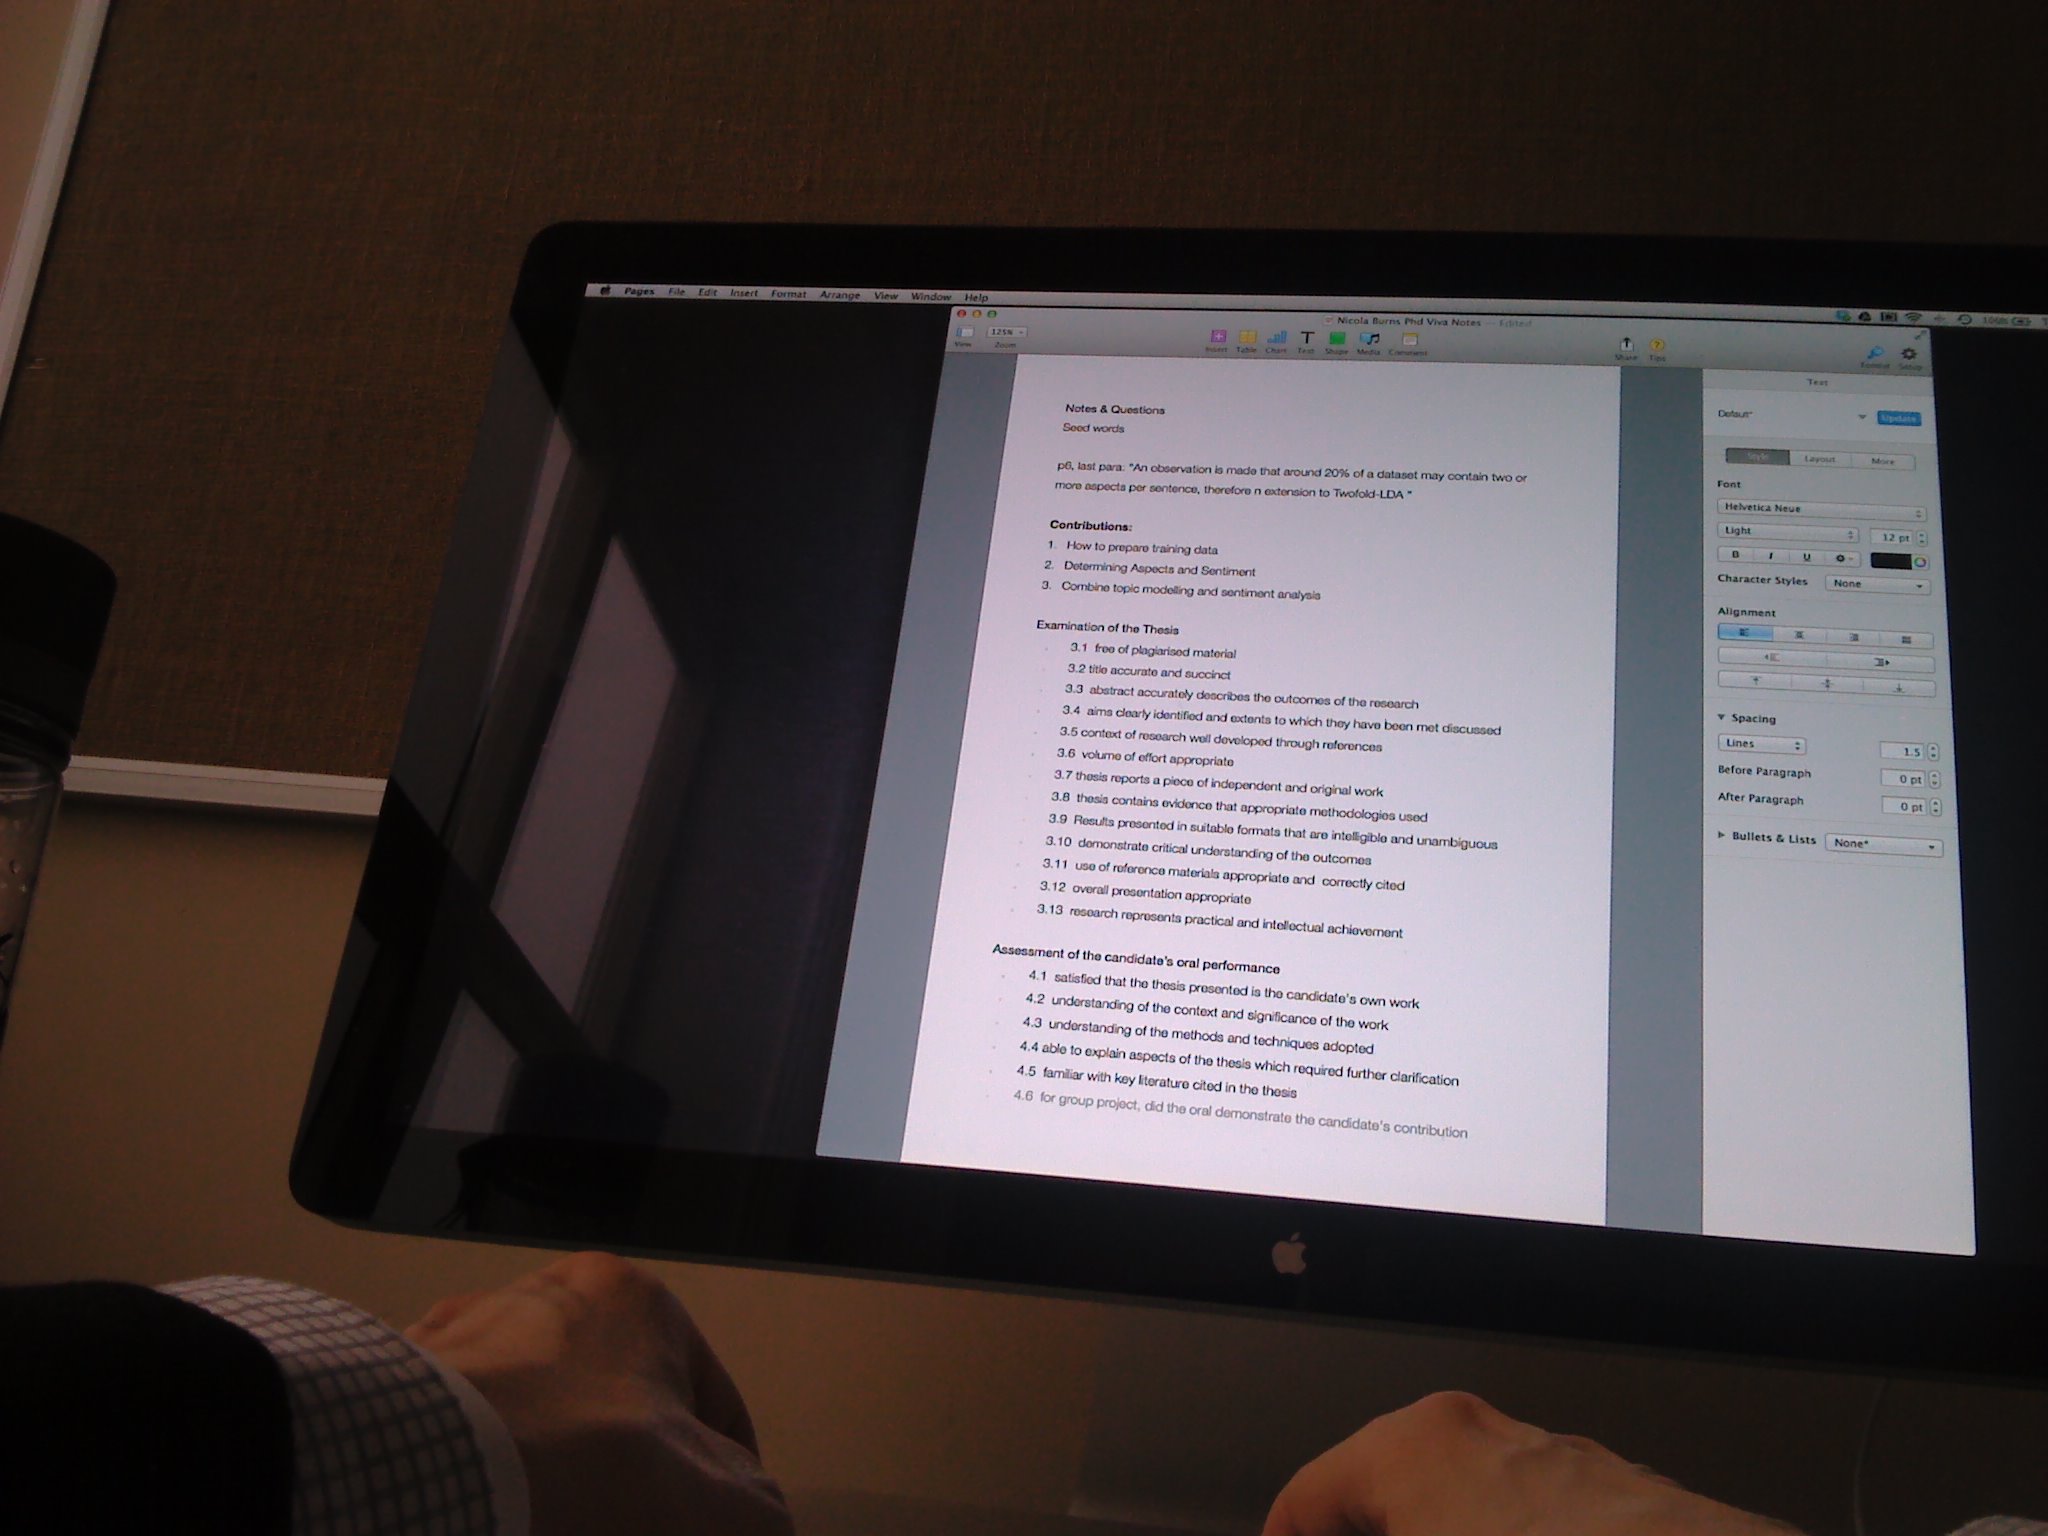 Pages File Edit Insert Format Arrange View Window Help
100%
Nicola Burns Phd Viva Notes — Edited
125%
View Zoom Insert Table Chart Text Shape Media Comment Share Tips Format Setup
Notes & Questions
Seed words
p6, last para: "An observation is made that around 20% of a dataset may contain two or
more aspects per sentence, therefore n extension to Twofold-LDA "
Contributions:
1. How to prepare training data
2. Determining Aspects and Sentiment
3. Combine topic modelling and sentiment analysis
Examination of the Thesis
3.1 free of plagiarised material
3.2 title accurate and succinct
3.3 abstract accurately describes the outcomes of the research
3.4 aims clearly identified and extents to which they have been met discussed
3.5 context of research well developed through references
3.6 volume of effort appropriate
3.7 thesis reports a piece of independent and original work
3.8 thesis contains evidence that appropriate methodologies used
3.9 Results presented in suitable formats that are intelligible and unambiguous
3.10 demonstrate critical understanding of the outcomes
3.11 use of reference materials appropriate and correctly cited
3.12 overall presentation appropriate
3.13 research represents practical and intellectual achievement
Assessment of the candidate's oral performance
4.1 satisfied that the thesis presented is the candidate's own work
4.2 understanding of the context and significance of the work
4.3 understanding of the methods and techniques adopted
4.4 able to explain aspects of the thesis which required further clarification
4.5 familiar with key literature cited in the thesis
4.6 for group project, did the oral demonstrate the candidate's contribution
Text
Default* Update
Style Layout More
Font
Helvetica Neue
Light 12 pt
B I U
Character Styles None
Alignment
Spacing
Lines 1.5
Before Paragraph 0 pt
After Paragraph 0 pt
Bullets & Lists None*